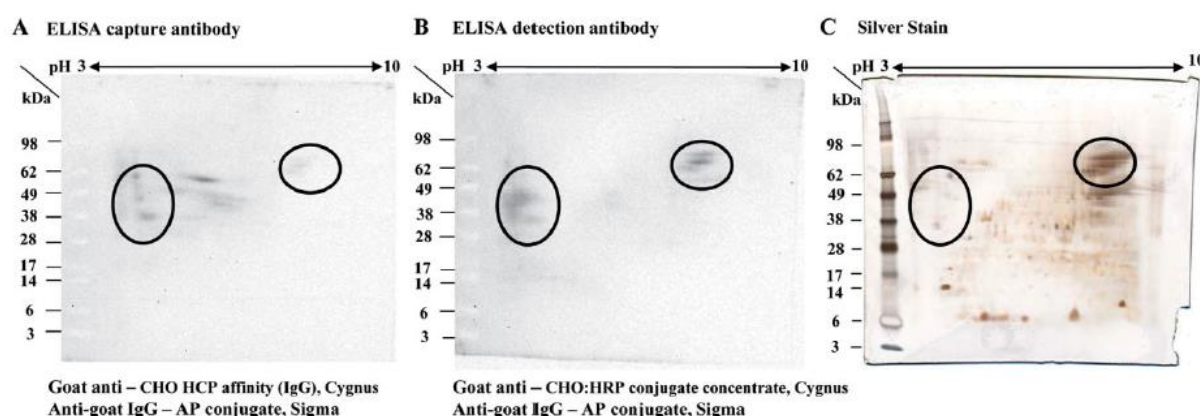 A ELISA capture antibody
B ELISA detection antibody
C Silver Stain
pH 3 10
kDa
98
62
49
38
28
17
14
6
3
pH 3 10
kDa
98
62
49
38
28
17
14
6
3
pH 3 10
kDa
98
62
49
38
28
17
14
6
3
Goat anti – CHO HCP affinity (IgG), Cygnus
Anti-goat IgG – AP conjugate, Sigma
Goat anti – CHO:HRP conjugate concentrate, Cygnus
Anti-goat IgG – AP conjugate, Sigma